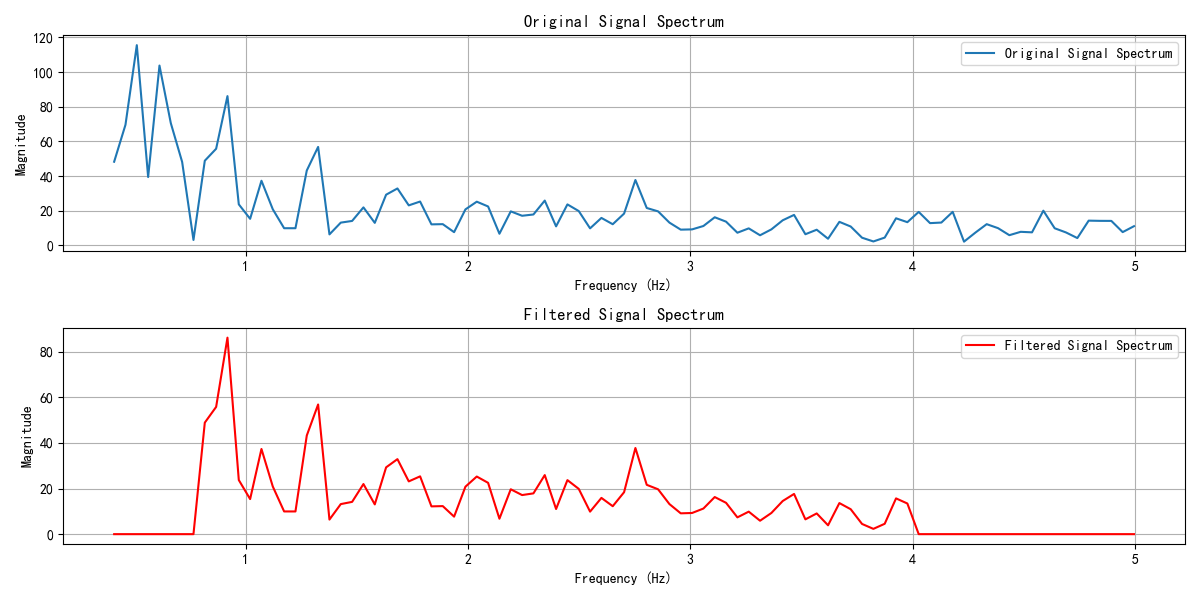 Original Signal Spectrum
120
100
80
60
40
20
0
Magnitude
Original Signal Spectrum
1
2
3
4
5
Frequency (Hz)
Filtered Signal Spectrum
80
60
40
20
0
Magnitude
Filtered Signal Spectrum
1
2
3
4
5
Frequency (Hz)